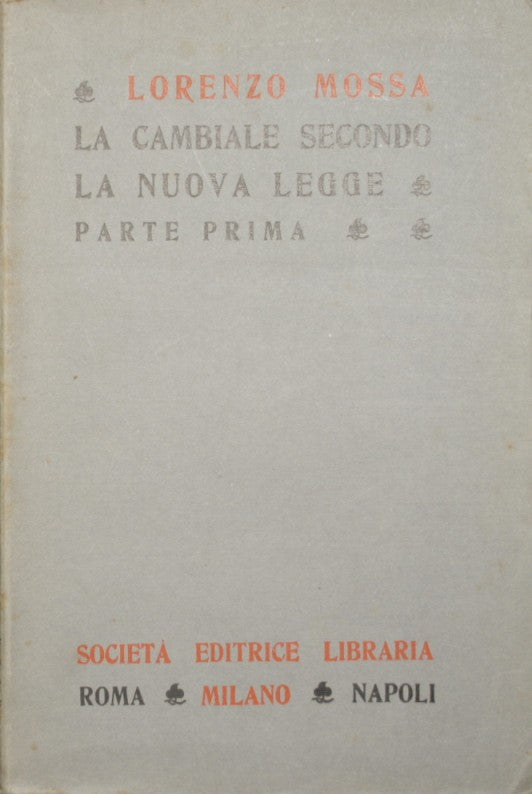 LORENZO MOSSA
LA CAMBIALE SECONDO
LA NUOVA LEGGE
PARTE PRIMA
SOCIETÀ EDITRICE LIBRARIA
ROMA MILANO NAPOLI